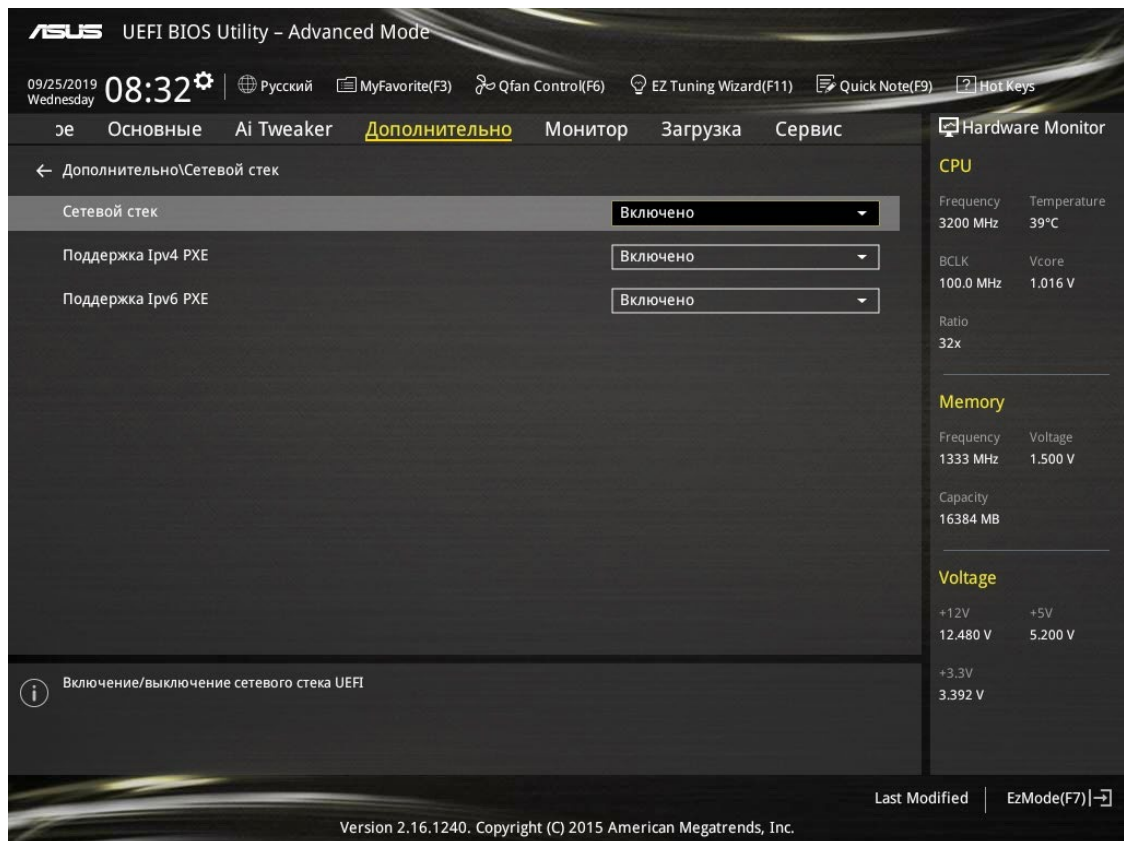 ASUS UEFI BIOS Utility – Advanced Mode
09/25/2019 Wednesday 08:32 Русский MyFavorite(F3) Qfan Control(F6) EZ Tuning Wizard(F11) Quick Note(F9) ? Hot Keys
ое Основные Ai Tweaker Дополнительно Монитор Загрузка Сервис
← Дополнительно\Сетевой стек
Сетевой стек Включено
Поддержка Ipv4 PXE Включено
Поддержка Ipv6 PXE Включено
i Включение/выключение сетевого стека UEFI
Hardware Monitor
CPU
Frequency Temperature
3200 MHz 39°C
BCLK Vcore
100.0 MHz 1.016 V
Ratio
32x
Memory
Frequency Voltage
1333 MHz 1.500 V
Capacity
16384 MB
Voltage
+12V +5V
12.480 V 5.200 V
+3.3V
3.392 V
Last Modified EzMode(F7)
Version 2.16.1240. Copyright (C) 2015 American Megatrends, Inc.